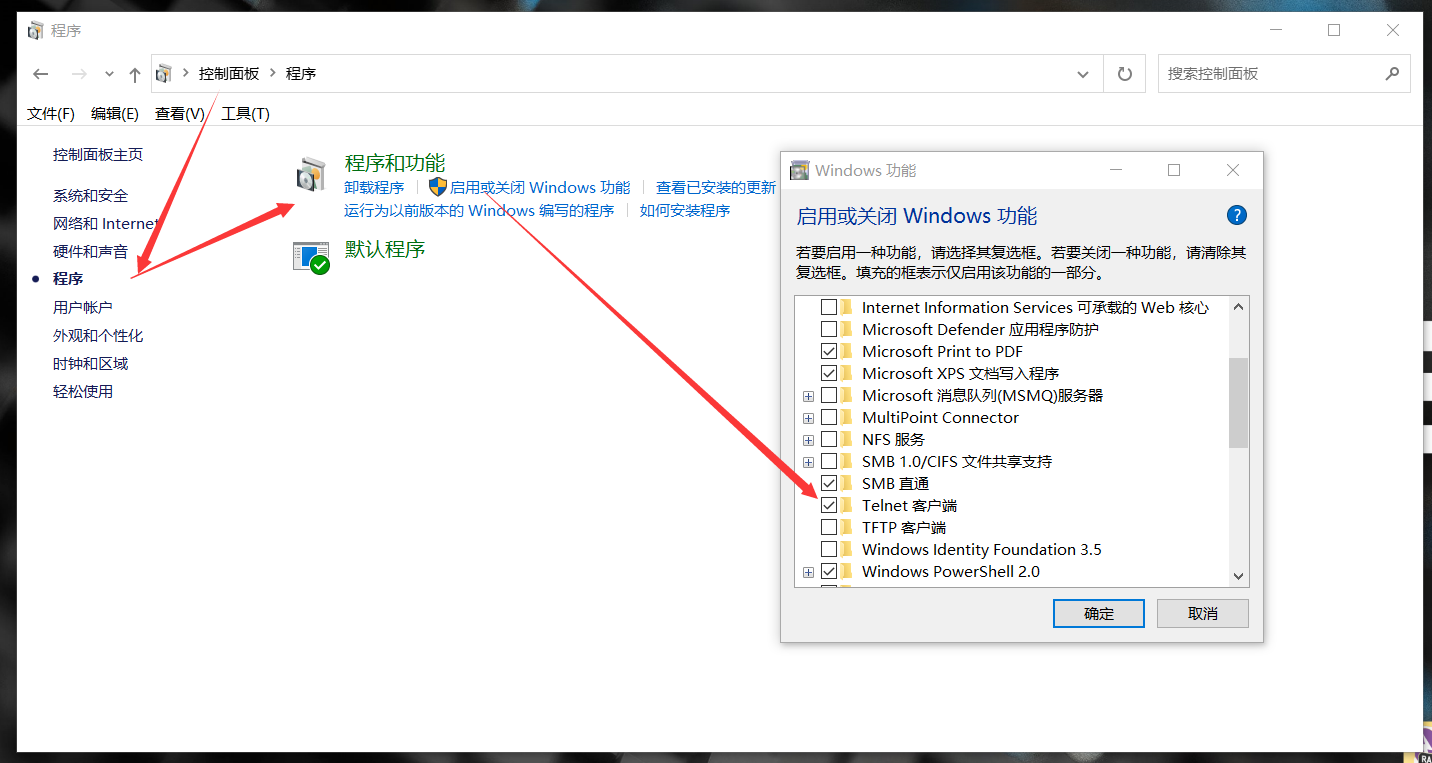 程序
控制面板 程序
搜索控制面板
文件(F) 编辑(E) 查看(V) 工具(T)
控制面板主页
系统和安全
网络和 Internet
硬件和声音
程序
用户帐户
外观和个性化
时钟和区域
轻松使用
程序和功能
卸载程序 启用或关闭 Windows 功能 查看已安装的更新
运行为以前版本的 Windows 编写的程序 如何安装程序
默认程序
Windows 功能
启用或关闭 Windows 功能
?
若要启用一种功能，请选择其复选框。若要关闭一种功能，请清除其
复选框。填充的框表示仅启用该功能的一部分。
Internet Information Services 可承载的 Web 核心
Microsoft Defender 应用程序防护
Microsoft Print to PDF
Microsoft XPS 文档写入程序
Microsoft 消息队列(MSMQ)服务器
MultiPoint Connector
NFS 服务
SMB 1.0/CIFS 文件共享支持
SMB 直通
Telnet 客户端
TFTP 客户端
Windows Identity Foundation 3.5
Windows PowerShell 2.0
确定 取消